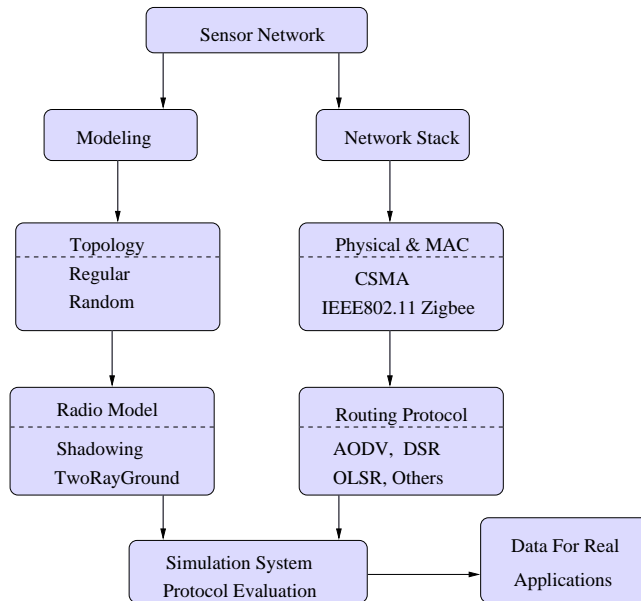 Sensor Network
Modeling
Network Stack
Topology
Regular
Random
Physical & MAC
CSMA
IEEE802.11 Zigbee
Radio Model
Shadowing
TwoRayGround
Routing Protocol
AODV, DSR
OLSR, Others
Simulation System
Protocol Evaluation
Data For Real
Applications